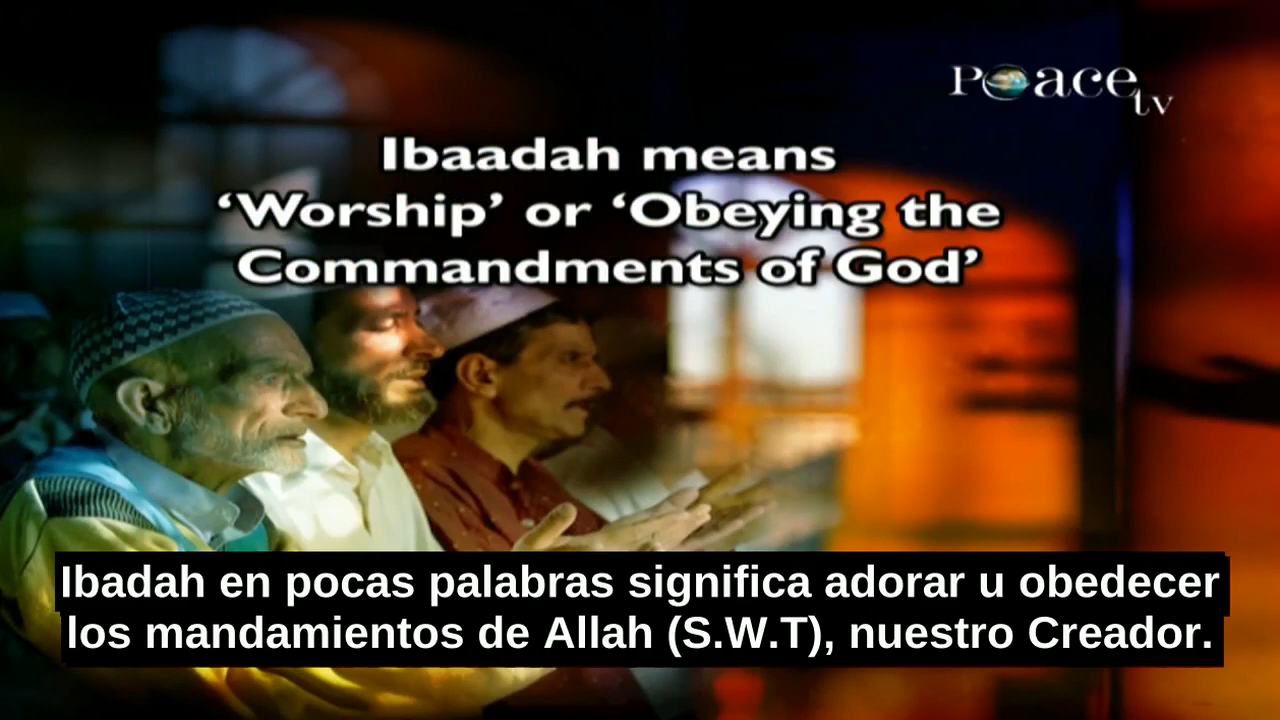 Peace
tv
Ibaadah means
‘Worship’ or ‘Obeying the
Commandments of God’
Ibadah en pocas palabras significa adorar u obedecer
los mandamientos de Allah (S.W.T), nuestro Creador.